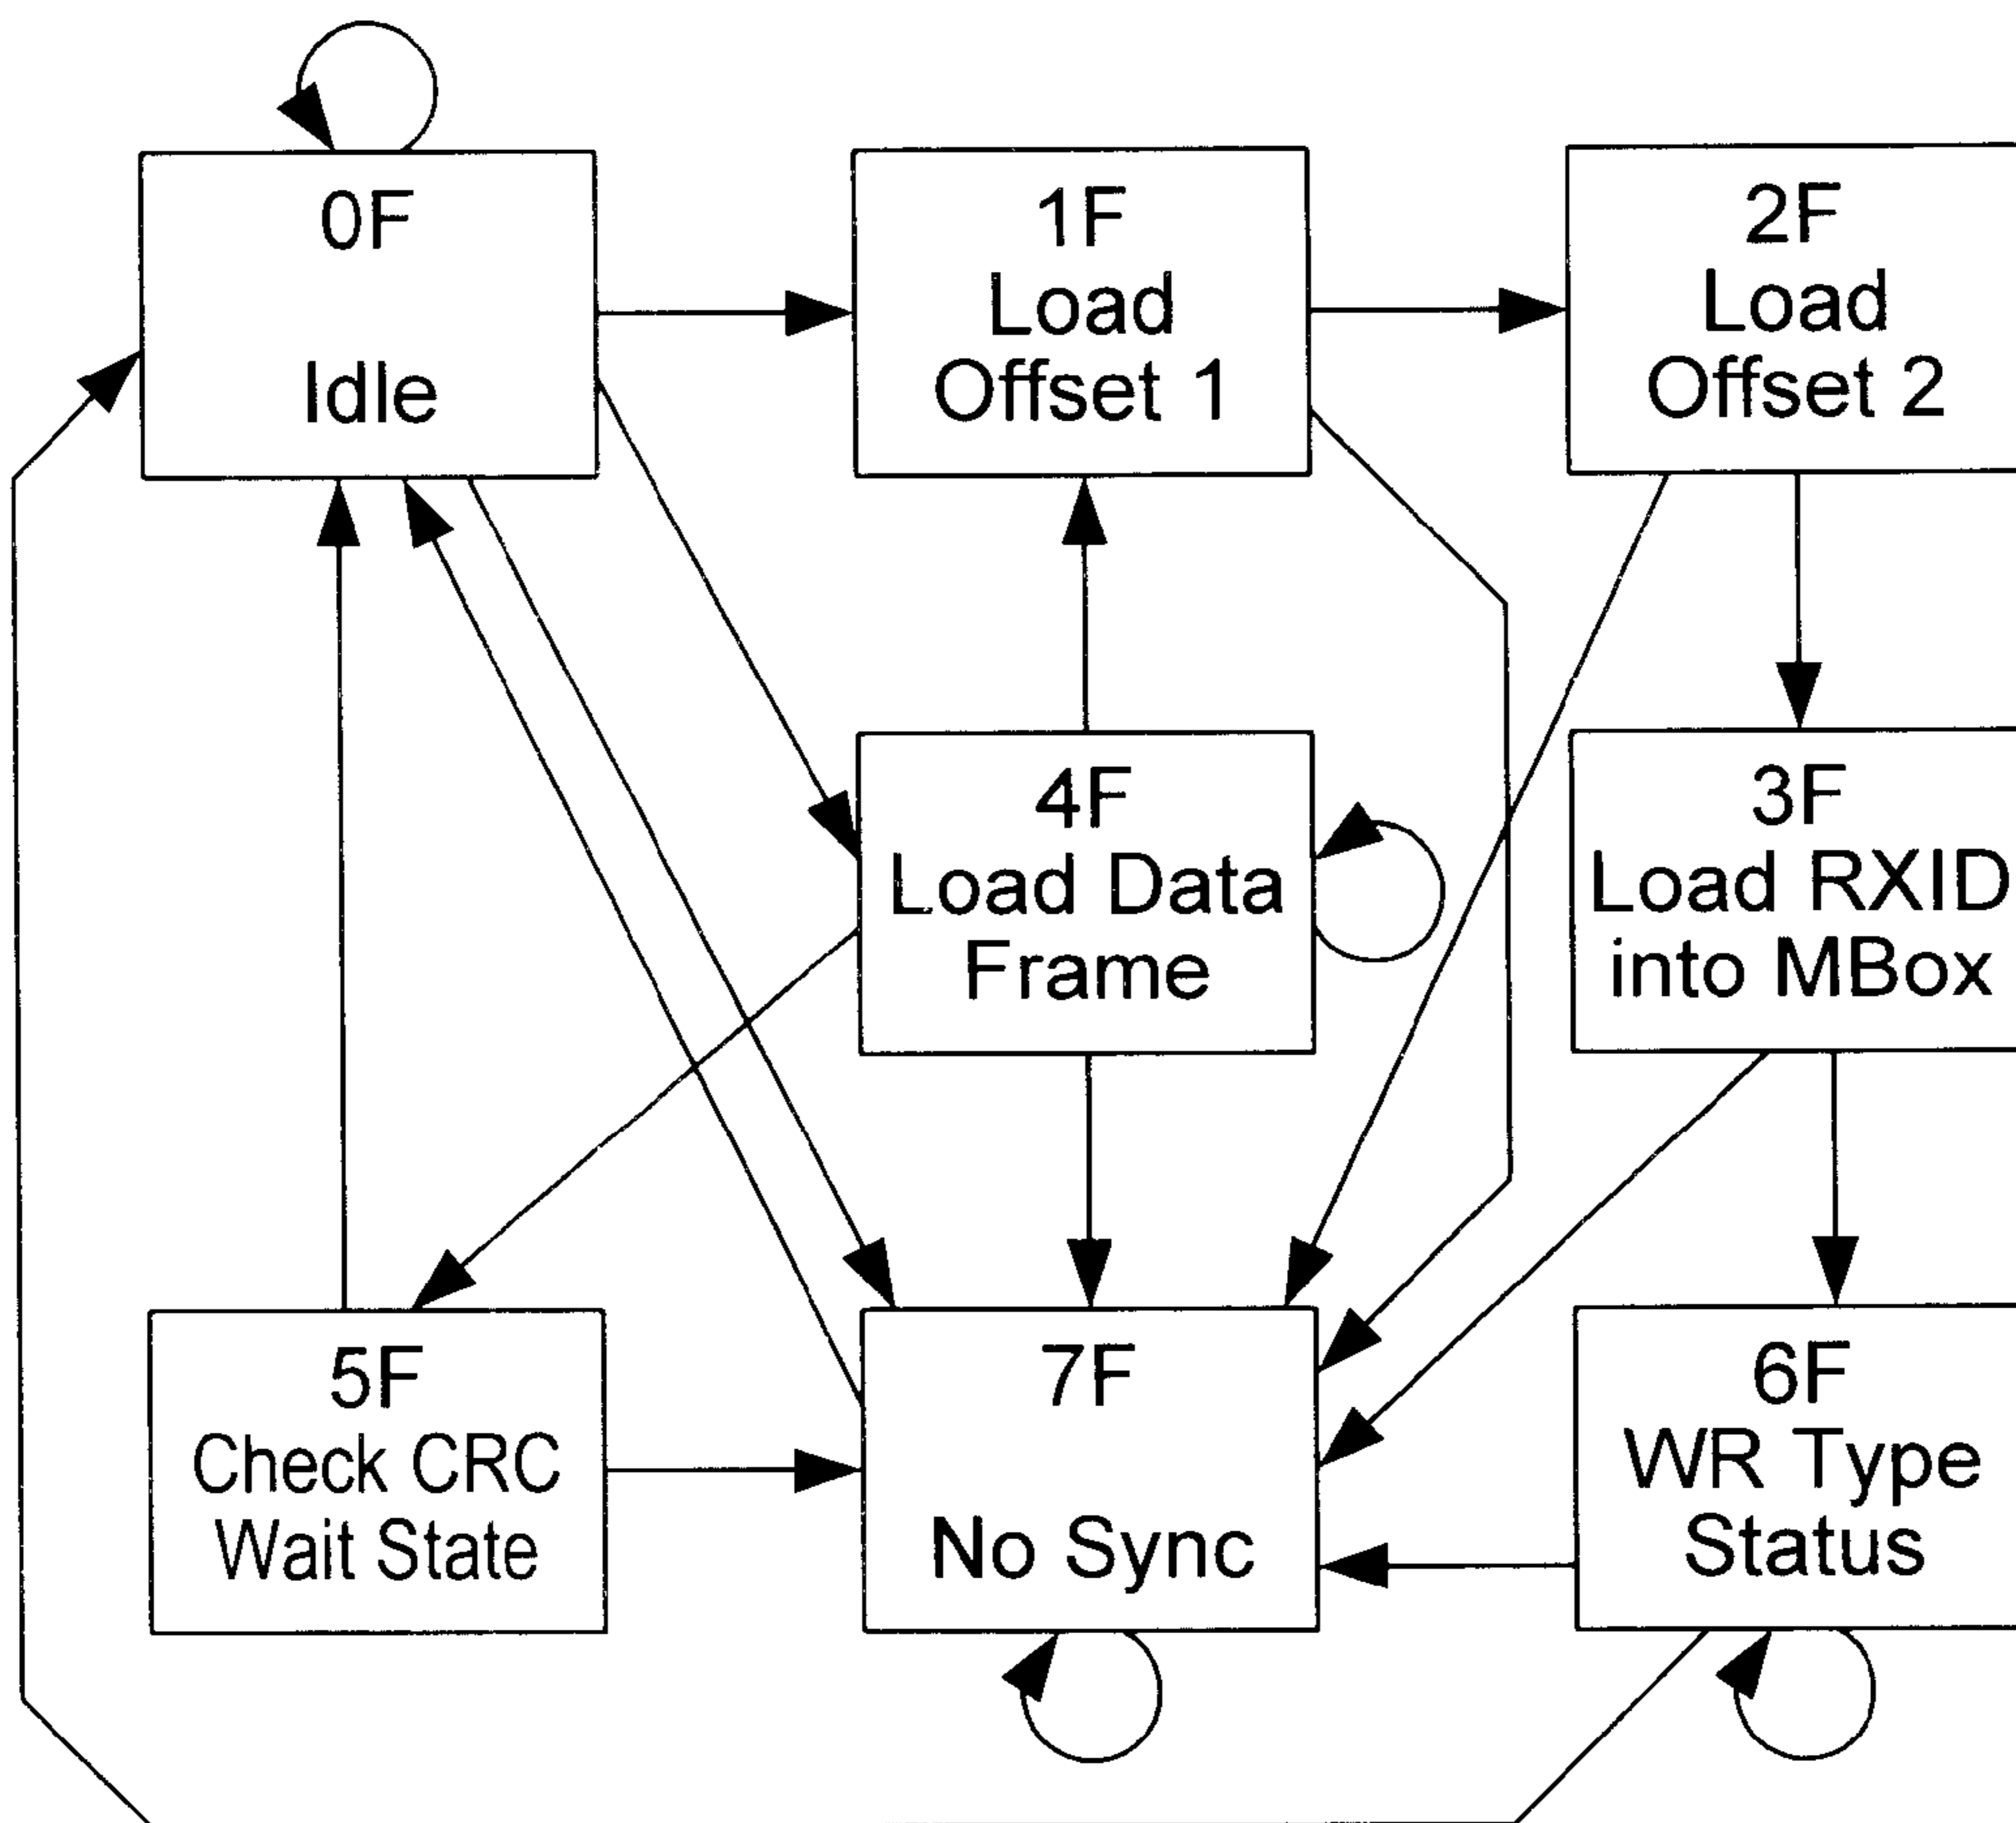 0F
Idle
1F
Load
Offset 1
2F
Load
Offset 2
4F
Load Data
Frame
3F
Load RXID
into MBox
5F
Check CRC
Wait State
7F
No Sync
6F
WR Type
Status